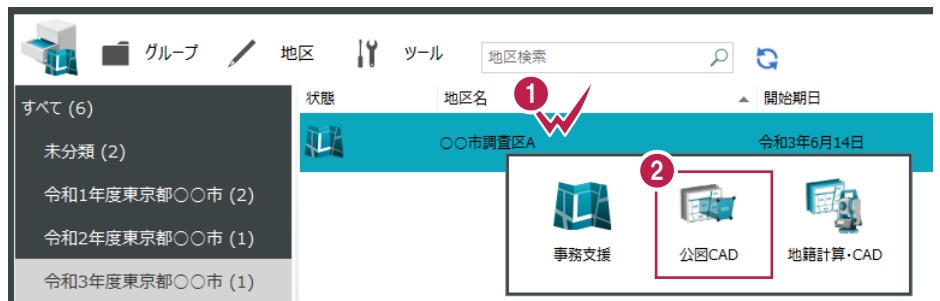 グループ 地区 ツール 地区検索
すべて (6)
未分類 (2)
令和1年度東京都○○市 (2)
令和2年度東京都○○市 (1)
令和3年度東京都○○市 (1)
状態 地区名 開始期日
1
○○市調査区A 令和3年6月14日
2
事務支援 公図CAD 地籍計算・CAD